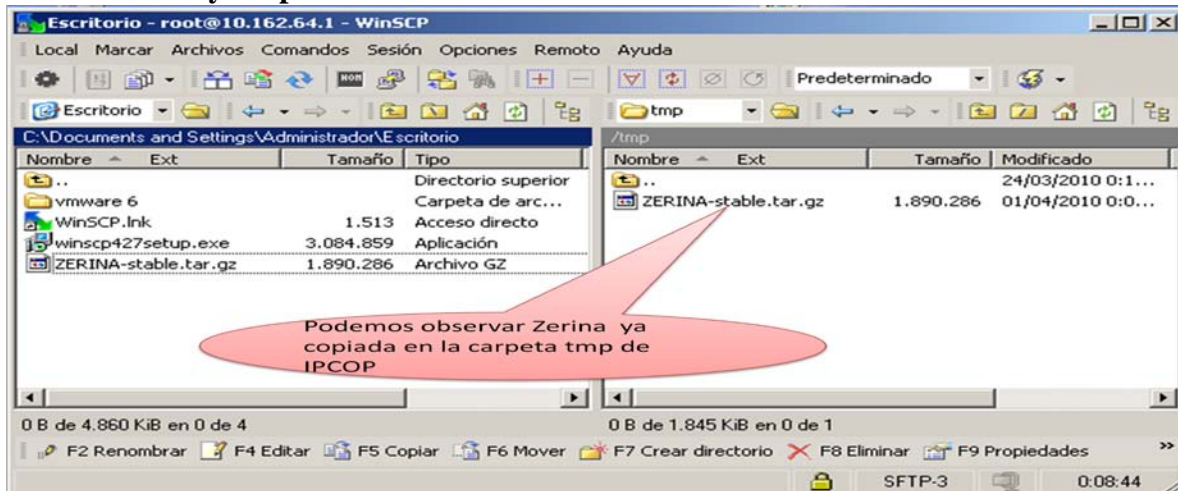 Escritorio - root@10.162.64.1 - WinSCP
Local Marcar Archivos Comandos Sesión Opciones Remoto Ayuda
Predeterminado
Escritorio
tmp
C:\Documents and Settings\Administrador\Escritorio
/tmp
Nombre Ext Tamaño Tipo
Nombre Ext Tamaño Modificado
.. Directorio superior
.. 24/03/2010 0:1...
vmware 6 Carpeta de arc...
ZERINA-stable.tar.gz 1.890.286 01/04/2010 0:0...
WinSCP.lnk 1.513 Acceso directo
winscp427setup.exe 3.084.859 Aplicación
ZERINA-stable.tar.gz 1.890.286 Archivo GZ
Podemos observar Zerina ya
copiada en la carpeta tmp de
IPCOP
0 B de 4.860 KiB en 0 de 4
0 B de 1.845 KiB en 0 de 1
F2 Renombrar F4 Editar F5 Copiar F6 Mover F7 Crear directorio F8 Eliminar F9 Propiedades »
SFTP-3 0:08:44